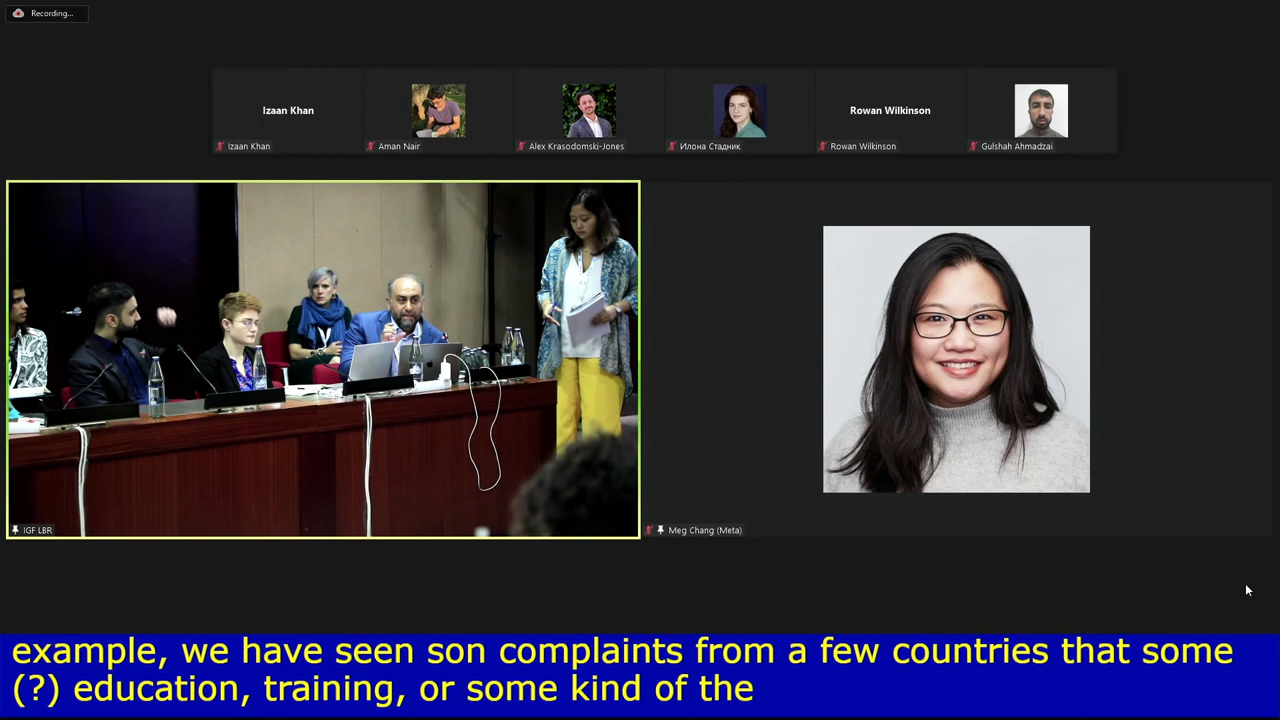 Recording...
Izaan Khan
Rowan Wilkinson
Izaan Khan
Aman Nair
Alex Krasodomski-Jones
Илона Стадник
Rowan Wilkinson
Gulshah Ahmadzai
IGF LBR
Meg Chang (Meta)
example, we have seen son complaints from a few countries that some
(?) education, training, or some kind of the